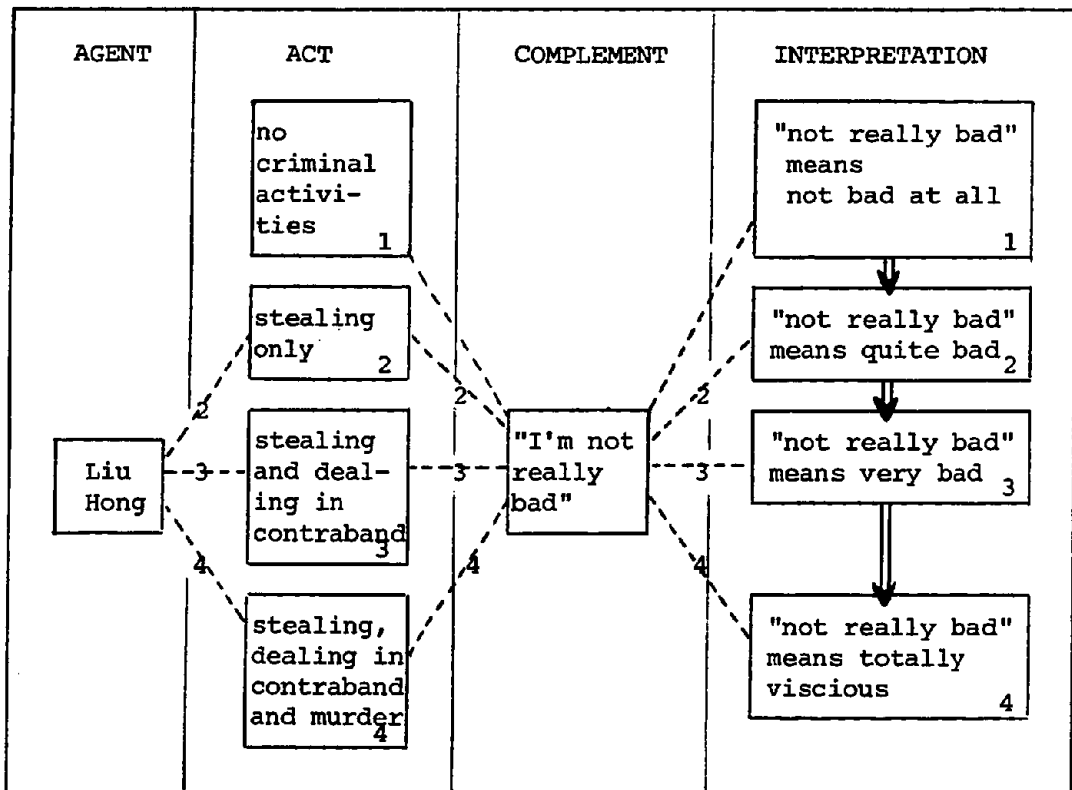 AGENT
ACT
COMPLEMENT
INTERPRETATION
no
criminal
activi-
ties
1
stealing
only
2
stealing
and deal-
ing in
contraband
3
stealing,
dealing in
contraband
and murder
4
Liu
Hong
2
3
4
2
3
4
"I'm not
really
bad"
2
3
4
"not really bad"
means
not bad at all
1
"not really bad"
means quite bad
2
"not really bad"
means very bad
3
"not really bad"
means totally
viscious
4